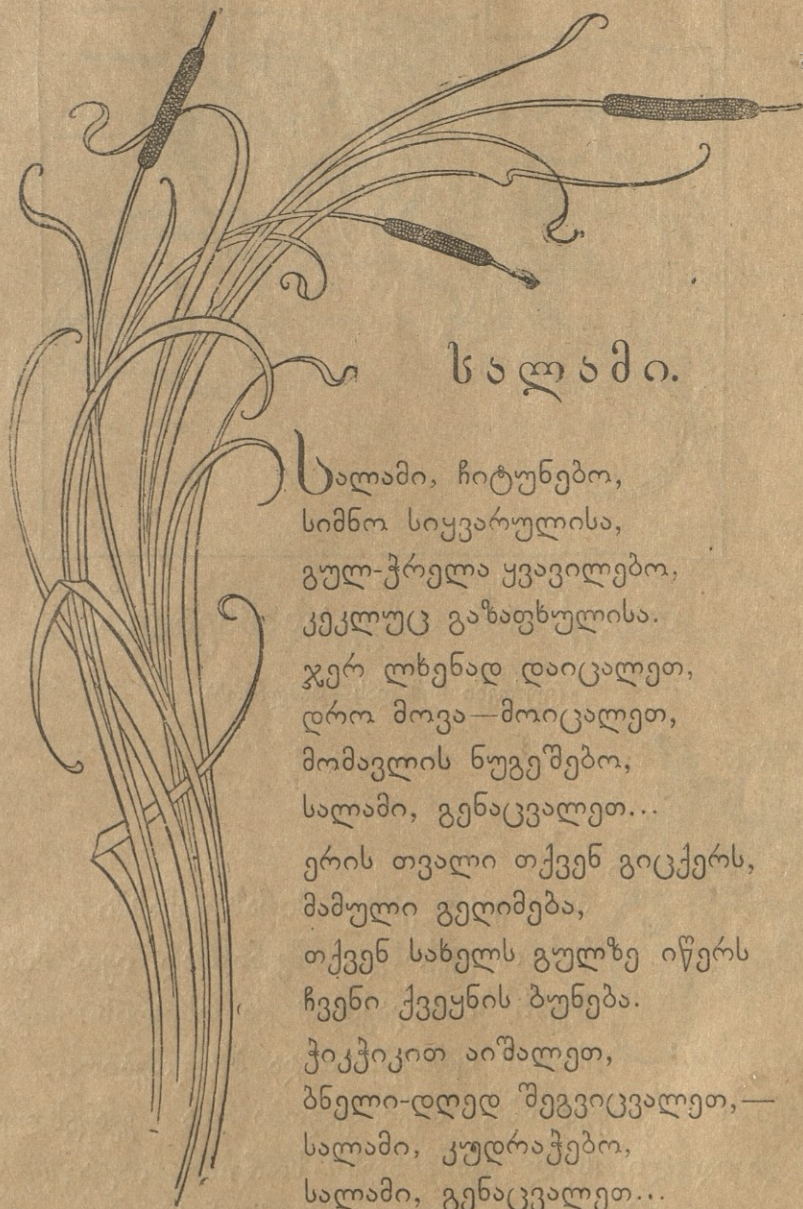 სალამი.
სალამი, ჩიტუნებო,
სიმნო სიყვარულისა,
გულ-ჭრელა ყვავილებო,
კეკლუც გაზაფხულისა.
ჯერ ლხენად დაიცალეთ,
დრო მოვა—მოიცალეთ,
მომავლის ნუგეშებო,
სალამი, გენაცვალეთ...
ერის თვალი თქვენ გიცქერს,
მამული გეღიმება,
თქვენ სახელს გულზე იწერს
ჩვენი ქვეყნის ბუნება.
ჭიკჭიკით აიშალეთ,
ბნელი-დღედ შეგვიცვალეთ,—
სალამი, კუდრაჭებო,
სალამი, გენაცვალეთ...